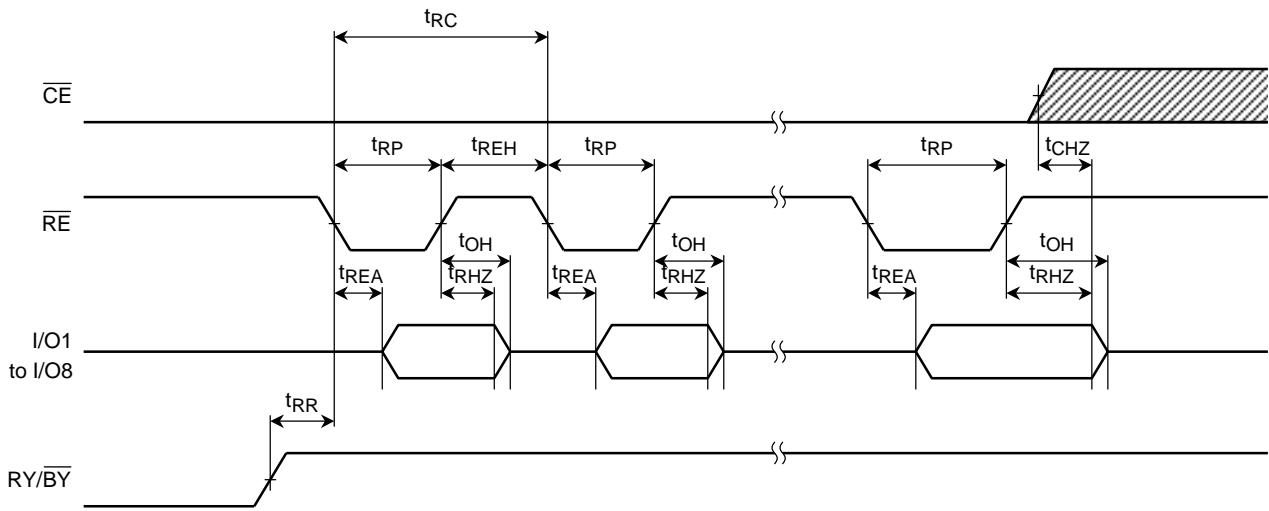 tRC
CE
tRP tREH tRP tRP tCHZ
RE
tOH tOH tOH
tREA tRHZ tREA tRHZ tREA tRHZ
I/O1
to I/O8
tRR
RY/BY